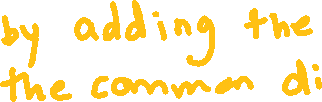 by adding the
the common di